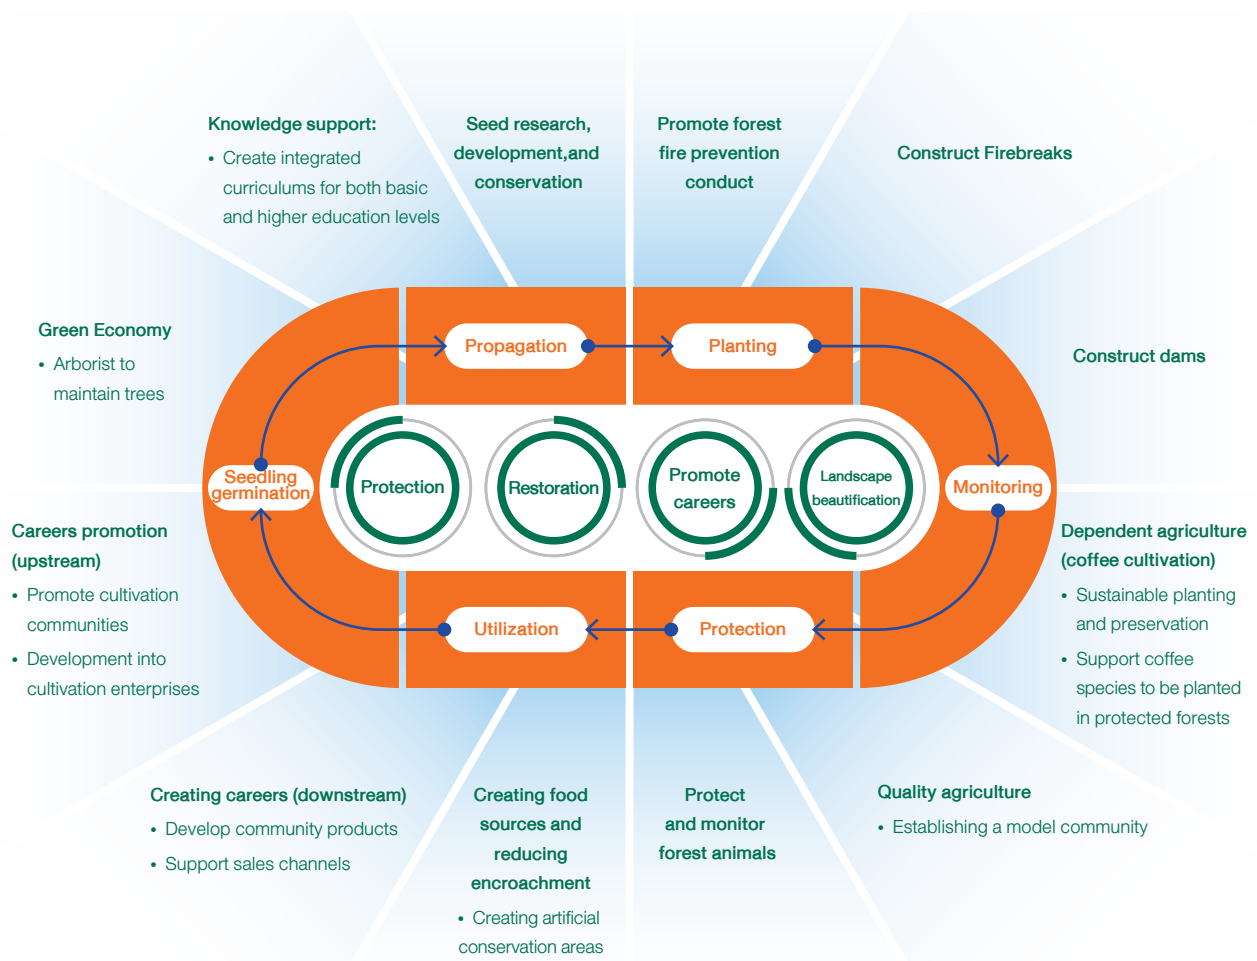 Knowledge support:
• Create integrated
curriculums for both basic
and higher education levels
Seed research,
development,and
conservation
Promote forest
fire prevention
conduct
Construct Firebreaks
Green Economy
• Arborist to
maintain trees
Construct dams
Propagation
Planting
Seedling
germination
Protection
Restoration
Promote
careers
Landscape
beautification
Monitoring
Careers promotion
(upstream)
• Promote cultivation
communities
• Development into
cultivation enterprises
Dependent agriculture
(coffee cultivation)
• Sustainable planting
and preservation
• Support coffee
species to be planted
in protected forests
Utilization
Protection
Creating careers (downstream)
• Develop community products
• Support sales channels
Creating food
sources and
reducing
encroachment
• Creating artificial
conservation areas
Protect
and monitor
forest animals
Quality agriculture
• Establishing a model community